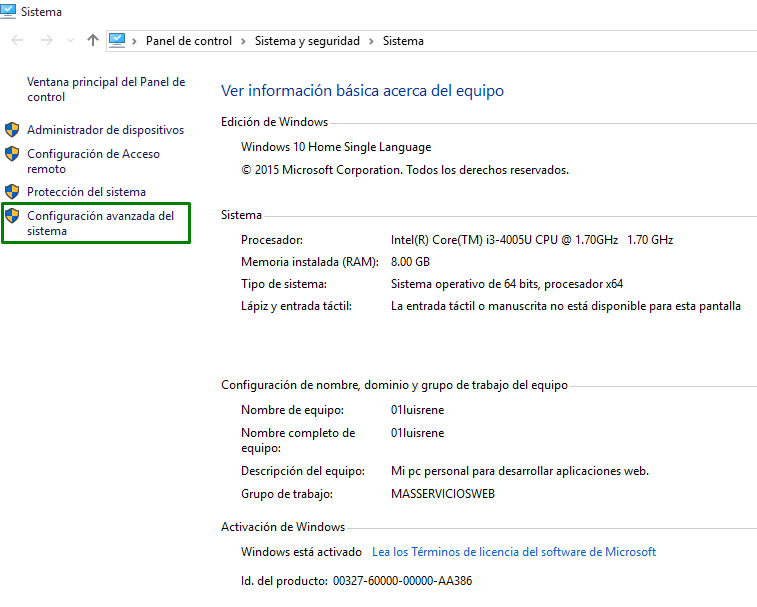 Sistema
Panel de control > Sistema y seguridad > Sistema
Ventana principal del Panel de
control
Administrador de dispositivos
Configuración de Acceso
remoto
Protección del sistema
Configuración avanzada del
sistema
Ver información básica acerca del equipo
Edición de Windows
Windows 10 Home Single Language
© 2015 Microsoft Corporation. Todos los derechos reservados.
Sistema
Procesador: Intel(R) Core(TM) i3-4005U CPU @ 1.70GHz 1.70 GHz
Memoria instalada (RAM): 8.00 GB
Tipo de sistema: Sistema operativo de 64 bits, procesador x64
Lápiz y entrada táctil: La entrada táctil o manuscrita no está disponible para esta pantalla
Configuración de nombre, dominio y grupo de trabajo del equipo
Nombre de equipo: 01luisrene
Nombre completo de 01luisrene
equipo:
Descripción del equipo: Mi pc personal para desarrollar aplicaciones web.
Grupo de trabajo: MASSERVICIOSWEB
Activación de Windows
Windows está activado Lea los Términos de licencia del software de Microsoft
Id. del producto: 00327-60000-00000-AA386